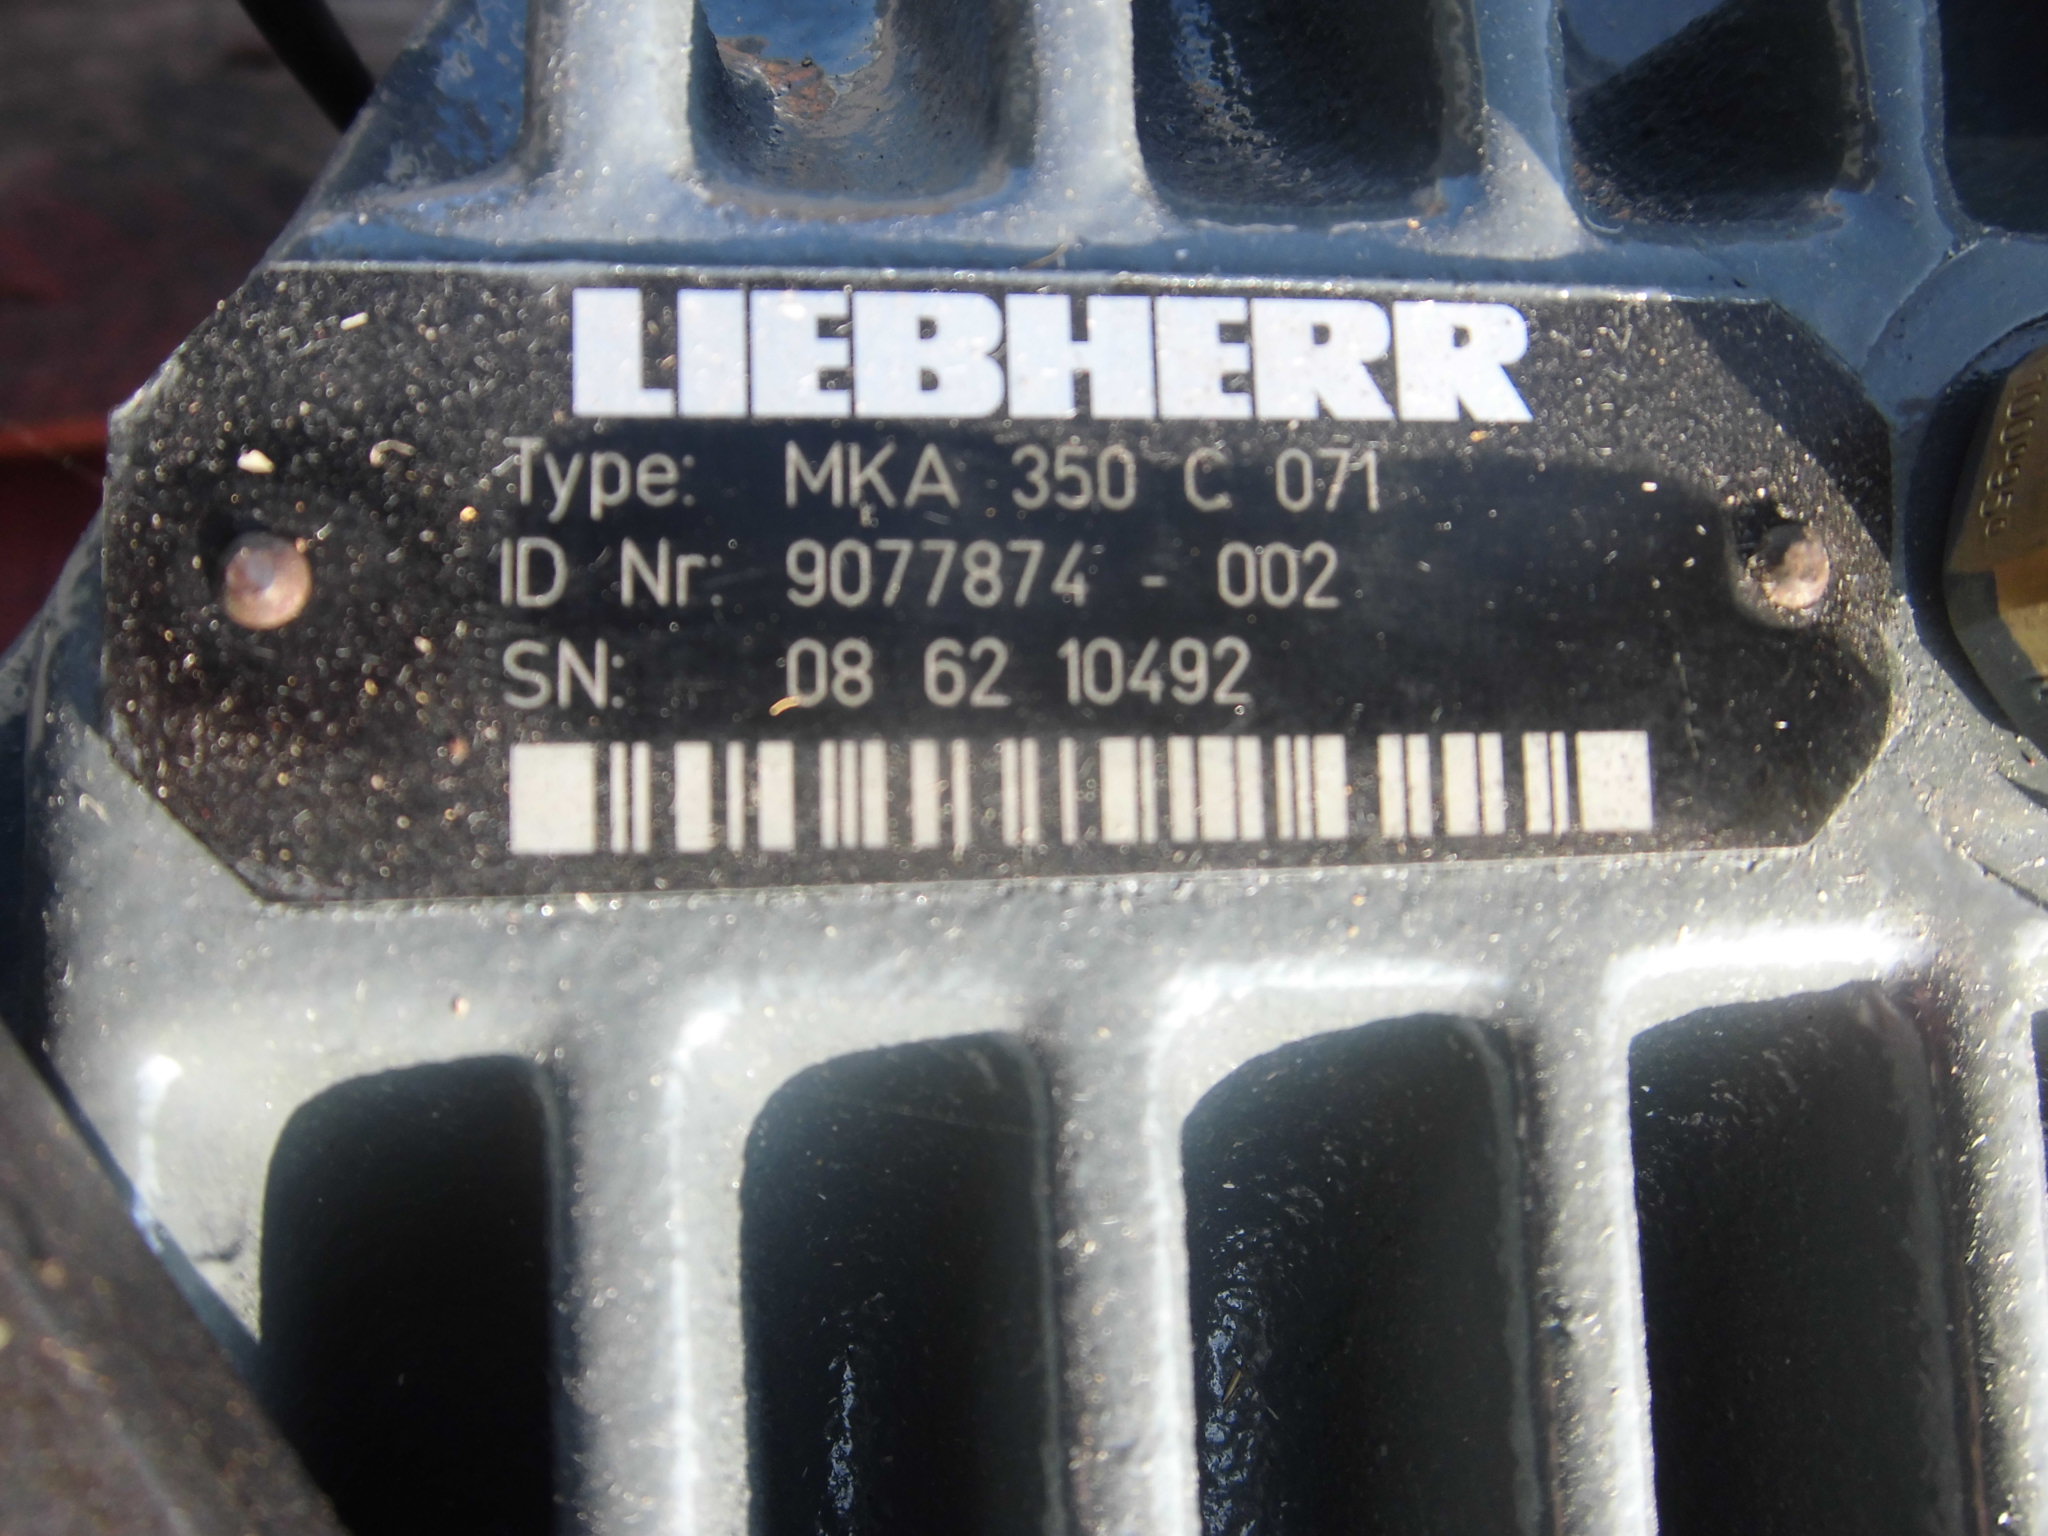 LIEBHERR
Type: MKA 350 C 071
ID Nr: 9077874 - 002
SN: 08 62 10492